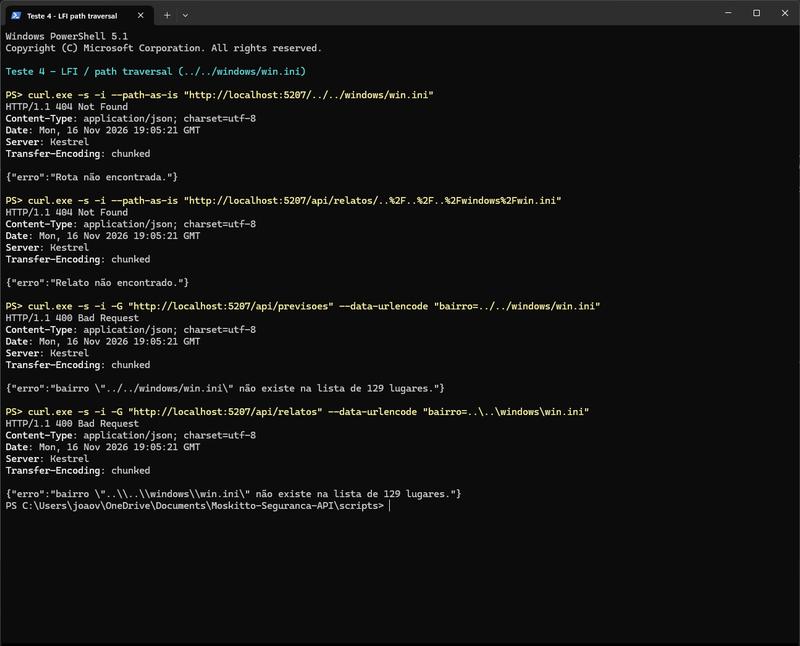 Teste 4 - LFI path traversal
Windows PowerShell 5.1
Copyright (C) Microsoft Corporation. All rights reserved.
Teste 4 - LFI / path traversal (../../windows/win.ini)
PS> curl.exe -s -i --path-as-is "http://localhost:5207/../../windows/win.ini"
HTTP/1.1 404 Not Found
Content-Type: application/json; charset=utf-8
Date: Mon, 16 Nov 2026 19:05:21 GMT
Server: Kestrel
Transfer-Encoding: chunked
{"erro":"Rota não encontrada."}
PS> curl.exe -s -i --path-as-is "http://localhost:5207/api/relatos/..%2F..%2F..%2Fwindows%2Fwin.ini"
HTTP/1.1 404 Not Found
Content-Type: application/json; charset=utf-8
Date: Mon, 16 Nov 2026 19:05:21 GMT
Server: Kestrel
Transfer-Encoding: chunked
{"erro":"Relato não encontrado."}
PS> curl.exe -s -i -G "http://localhost:5207/api/previsoes" --data-urlencode "bairro=../../windows/win.ini"
HTTP/1.1 400 Bad Request
Content-Type: application/json; charset=utf-8
Date: Mon, 16 Nov 2026 19:05:21 GMT
Server: Kestrel
Transfer-Encoding: chunked
{"erro":"bairro \"../../windows/win.ini\" não existe na lista de 129 lugares."}
PS> curl.exe -s -i -G "http://localhost:5207/api/relatos" --data-urlencode "bairro=..\..\windows\win.ini"
HTTP/1.1 400 Bad Request
Content-Type: application/json; charset=utf-8
Date: Mon, 16 Nov 2026 19:05:21 GMT
Server: Kestrel
Transfer-Encoding: chunked
{"erro":"bairro \"..\\..\\windows\\win.ini\" não existe na lista de 129 lugares."}
PS C:\Users\joaov\OneDrive\Documents\Moskitto-Seguranca-API\scripts>